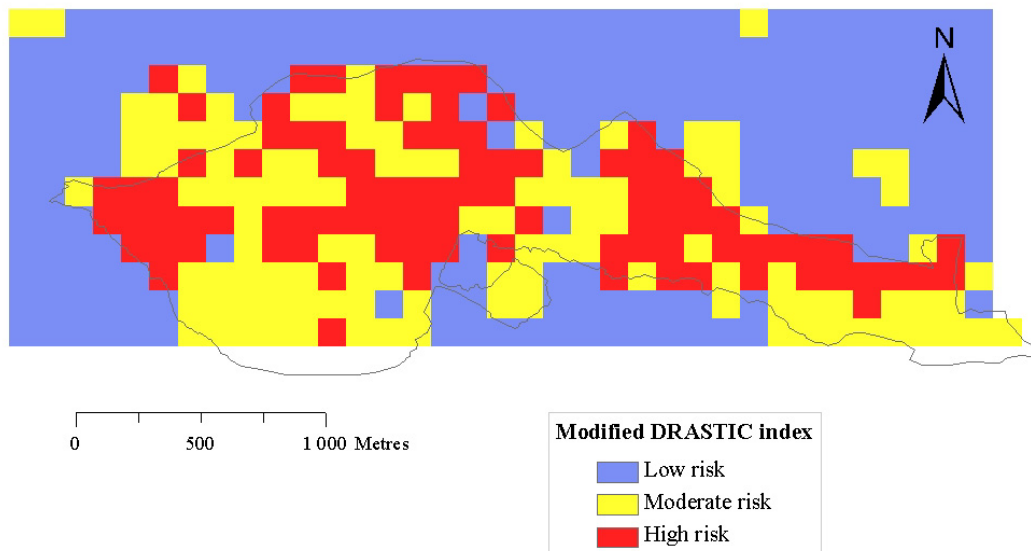 N
0 500 1 000 Metres
Modified DRASTIC index
Low risk
Moderate risk
High risk